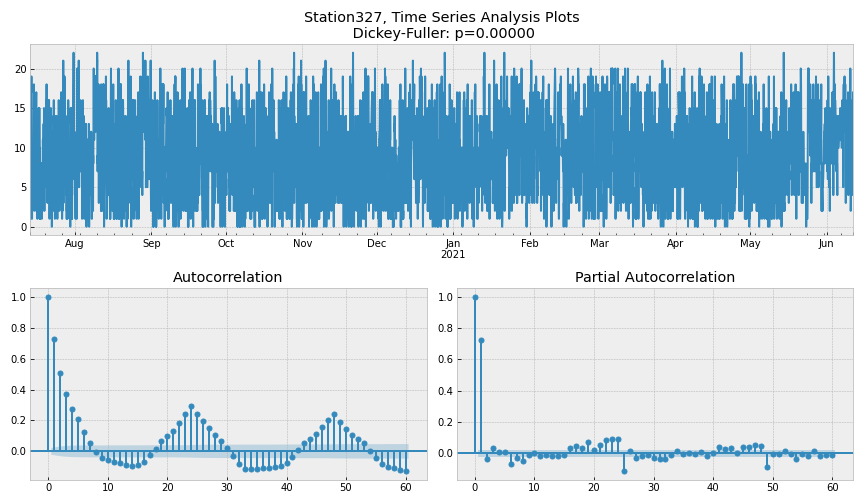 Station327, Time Series Analysis Plots
Dickey-Fuller: p=0.00000
20
15
10
5
0
Aug Sep Oct Nov Dec Jan Feb Mar Apr May Jun
2021
Autocorrelation
1.0
0.8
0.6
0.4
0.2
0.0
0 10 20 30 40 50 60
Partial Autocorrelation
1.0
0.8
0.6
0.4
0.2
0.0
0 10 20 30 40 50 60